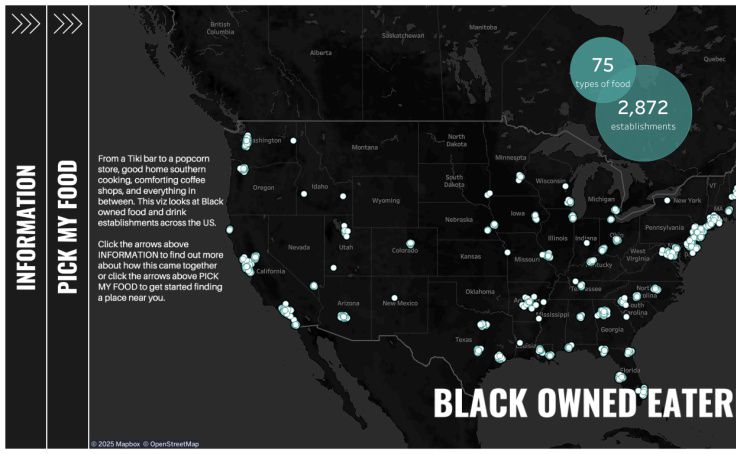 INFORMATION
PICK MY FOOD
From a Tiki bar to a popcorn
store, good home southern
cooking, comforting coffee
shops, and everything in
between. This viz looks at Black
owned food and drink
establishments across the US.
Click the arrows above
INFORMATION to find out more
about how this came together
or click the arrows above PICK
MY FOOD to get started finding
a place near you.
75
types of food
2,872
establishments
British
Columbia
Alberta
Saskatchewan
Manitoba
Quebec
Montana
North
Dakota
Minnesota
Oregon
Idaho
Wyoming
South
Dakota
Wisconsin
Michigan
New York
VT
MA
Nevada
Utah
Colorado
Nebraska
Iowa
Illinois
Indiana
Pennsylvania
West
Virginia
California
Kansas
Missouri
Arizona
New Mexico
Oklahoma
Mississippi
Georgia
Texas
Florida
BLACK OWNED EATER
© 2025 Mapbox © OpenStreetMap